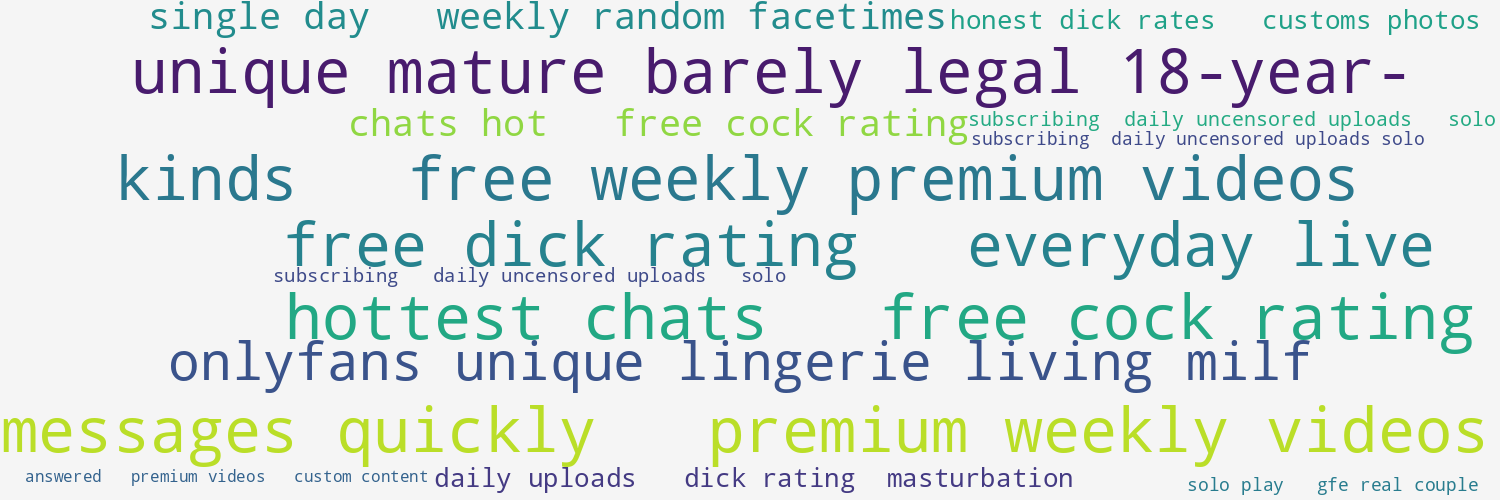 single day weekly random facetimes honest dick rates customs photos
unique mature barely legal 18-year-
chats hot free cock rating subscribing daily uncensored uploads solo
subscribing daily uncensored uploads solo
kinds free weekly premium videos
free dick rating everyday live
subscribing daily uncensored uploads solo
hottest chats free cock rating
onlyfans unique lingerie living milf
messages quickly premium weekly videos
answered premium videos custom content daily uploads dick rating masturbation solo play gfe real couple